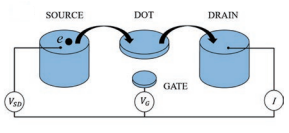 SOURCE DOT DRAIN
e
GATE
V_SD V_G I